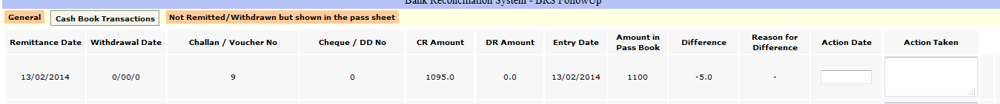 Bank Reconciliation System - BRS FollowUp
General Cash Book Transactions Not Remitted/Withdrawn but shown in the pass sheet
Remittance Date Withdrawal Date Challan / Voucher No Cheque / DD No CR Amount DR Amount Entry Date Amount in Pass Book Difference Reason for Difference Action Date Action Taken
13/02/2014 0/00/0 9 0 1095.0 0.0 13/02/2014 1100 -5.0 -